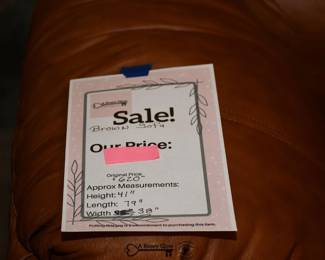 Sale!
Brown Sofa
Our Price:
Original Price
$620-
Approx Measurements:
Height: 41"
Length: 79"
Width 38"